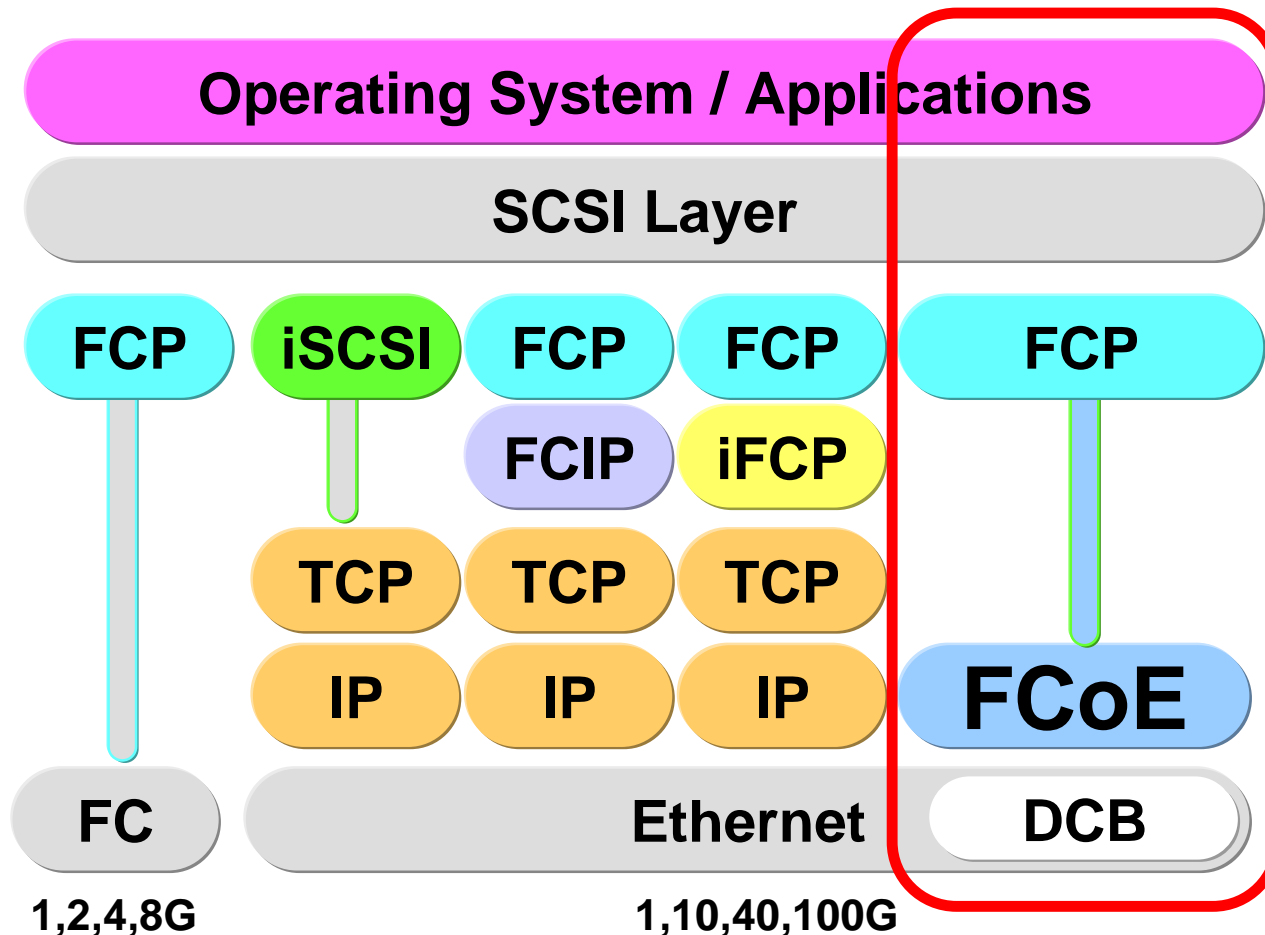 Operating System / Applications
SCSI Layer
FCP iSCSI FCP FCP FCP
FCIP iFCP
TCP TCP TCP
IP IP IP FCoE
FC Ethernet DCB
1,2,4,8G 1,10,40,100G